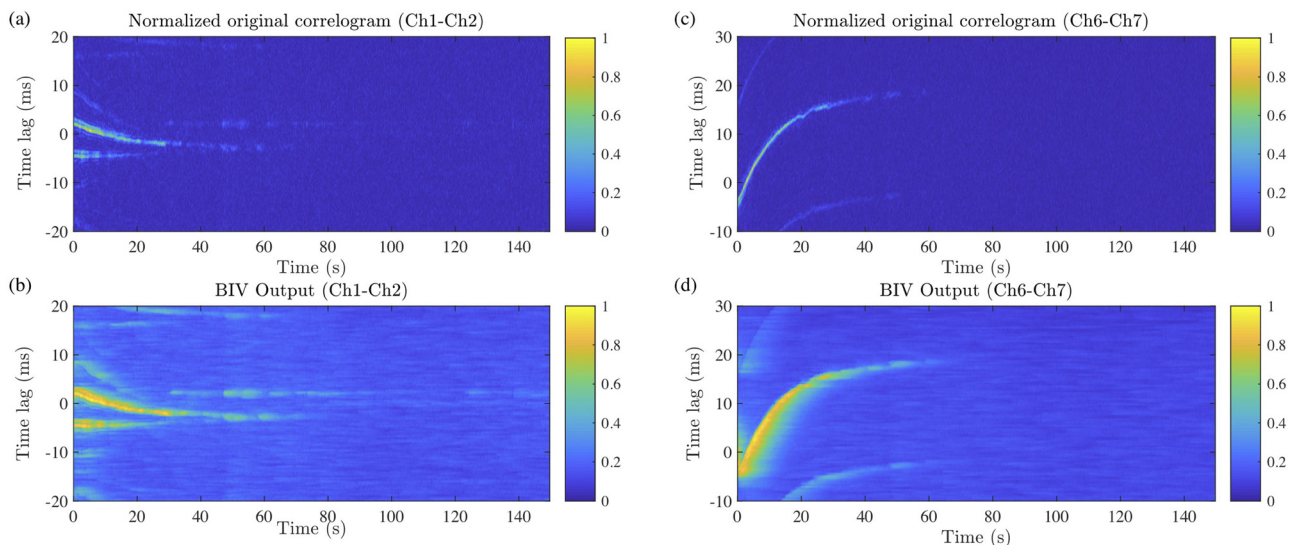 (a)
Normalized original correlogram (Ch1-Ch2)
20
10
0
-10
-20
Time lag (ms)
0 20 40 60 80 100 120 140
Time (s)
1
0.8
0.6
0.4
0.2
0
(c)
Normalized original correlogram (Ch6-Ch7)
30
20
10
0
-10
Time lag (ms)
0 20 40 60 80 100 120 140
Time (s)
1
0.8
0.6
0.4
0.2
0
(b)
BIV Output (Ch1-Ch2)
20
10
0
-10
-20
Time lag (ms)
0 20 40 60 80 100 120 140
Time (s)
1
0.8
0.6
0.4
0.2
0
(d)
BIV Output (Ch6-Ch7)
30
20
10
0
-10
Time lag (ms)
0 20 40 60 80 100 120 140
Time (s)
1
0.8
0.6
0.4
0.2
0